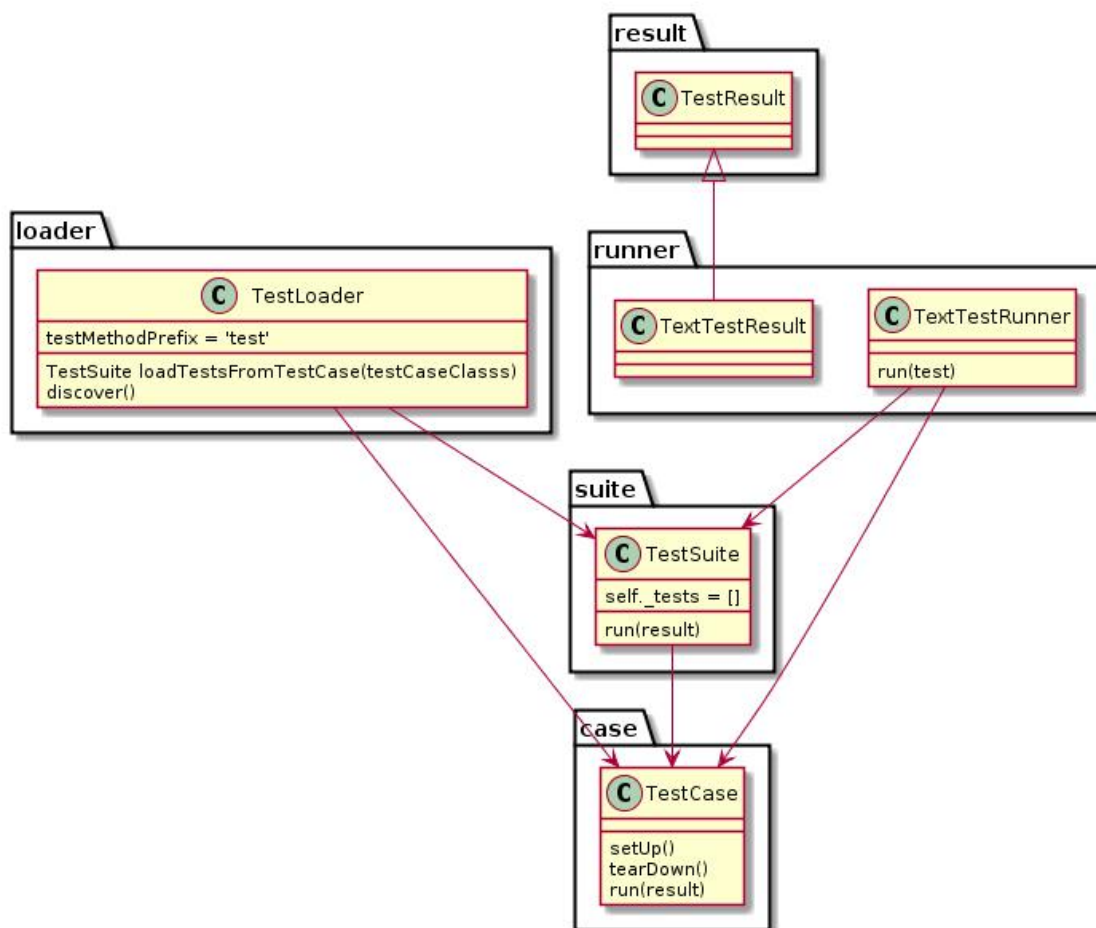 result
C TestResult
loader
C TestLoader
testMethodPrefix = 'test'
TestSuite loadTestsFromTestCase(testCaseClasss)
discover()
runner
C TextTestResult
C TextTestRunner
run(test)
suite
C TestSuite
self._tests = []
run(result)
case
C TestCase
setUp()
tearDown()
run(result)